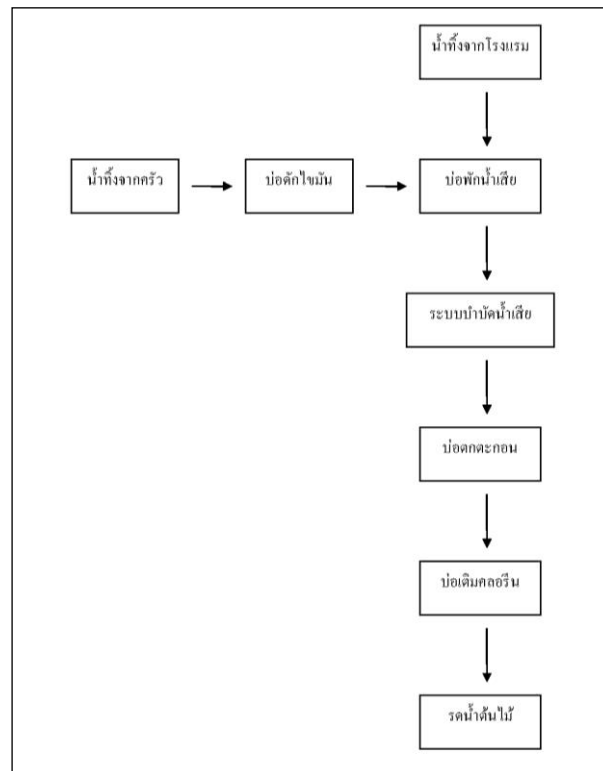 น้ำทิ้งจากโรงแรม
น้ำทิ้งจากครัว
บ่อดักไขมัน
บ่อพักน้ำเสีย
ระบบบำบัดน้ำเสีย
บ่อตกตะกอน
บ่อเติมคลอรีน
รดน้ำต้นไม้